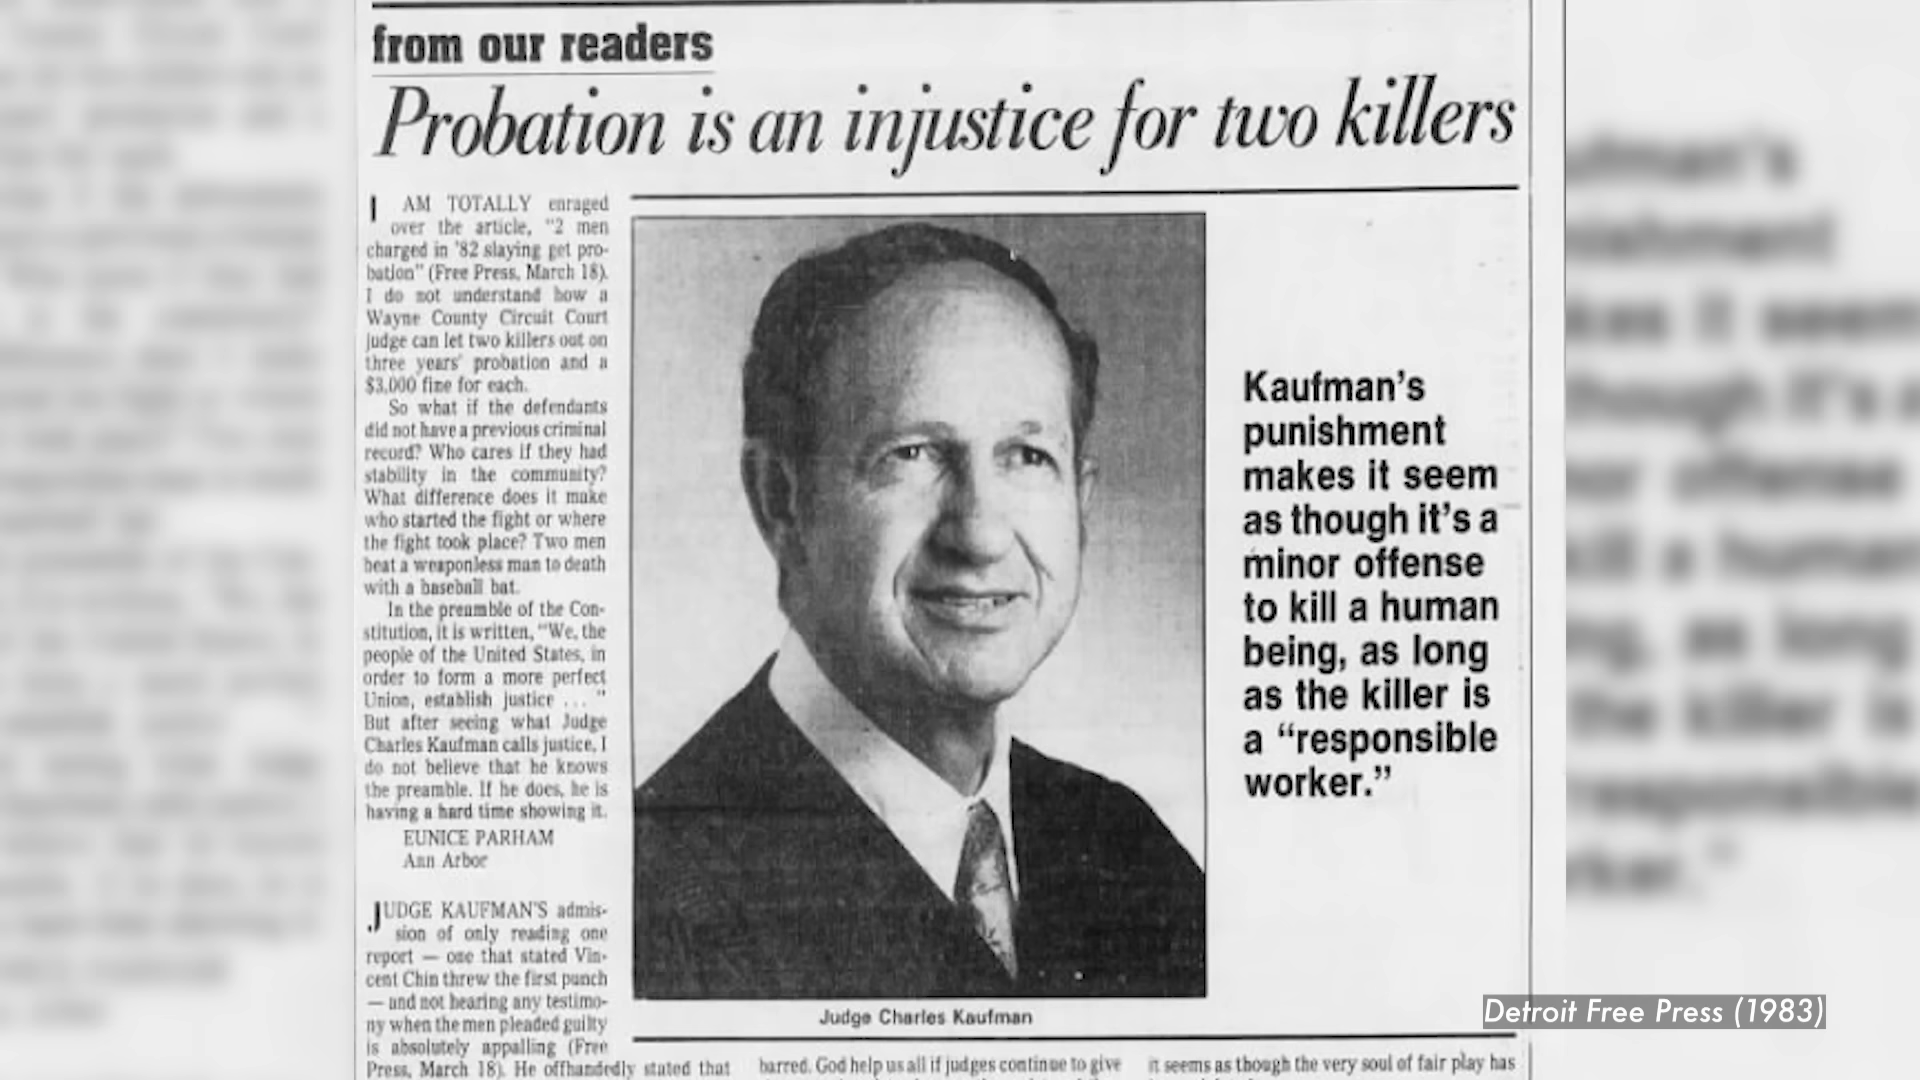 from our readers
Probation is an injustice for two killers
I AM TOTALLY enraged
over the article, "2 men
charged in '82 slaying get pro-
bation" (Free Press, March 18).
I do not understand how a
Wayne County Circuit Court
judge can let two killers out on
three years' probation and a
$3,000 fine for each.
So what if the defendants
did not have a previous criminal
record? Who cares if they had
stability in the community?
What difference does it make
who started the fight or where
the fight took place? Two men
beat a weaponless man to death
with a baseball bat.
In the preamble of the Con-
stitution, it is written, "We, the
people of the United States, in
order to form a more perfect
Union, establish justice ... "
But after seeing what Judge
Charles Kaufman calls justice, I
do not believe that he knows
the preamble. If he does, he is
having a hard time showing it.
EUNICE PARHAM
Ann Arbor
JUDGE KAUFMAN'S admis-
sion of only reading one
report — one that stated Vin-
cent Chin threw the first punch
— and not hearing any testimo-
ny when the men pleaded guilty
is absolutely appalling (Free
Press, March 18). He offhandedly stated that
Judge Charles Kaufman
Kaufman's
punishment
makes it seem
as though it's a
minor offense
to kill a human
being, as long
as the killer is
a "responsible
worker."
barred. God help us all if judges continue to give
it seems as though the very soul of fair play has
Detroit Free Press (1983)